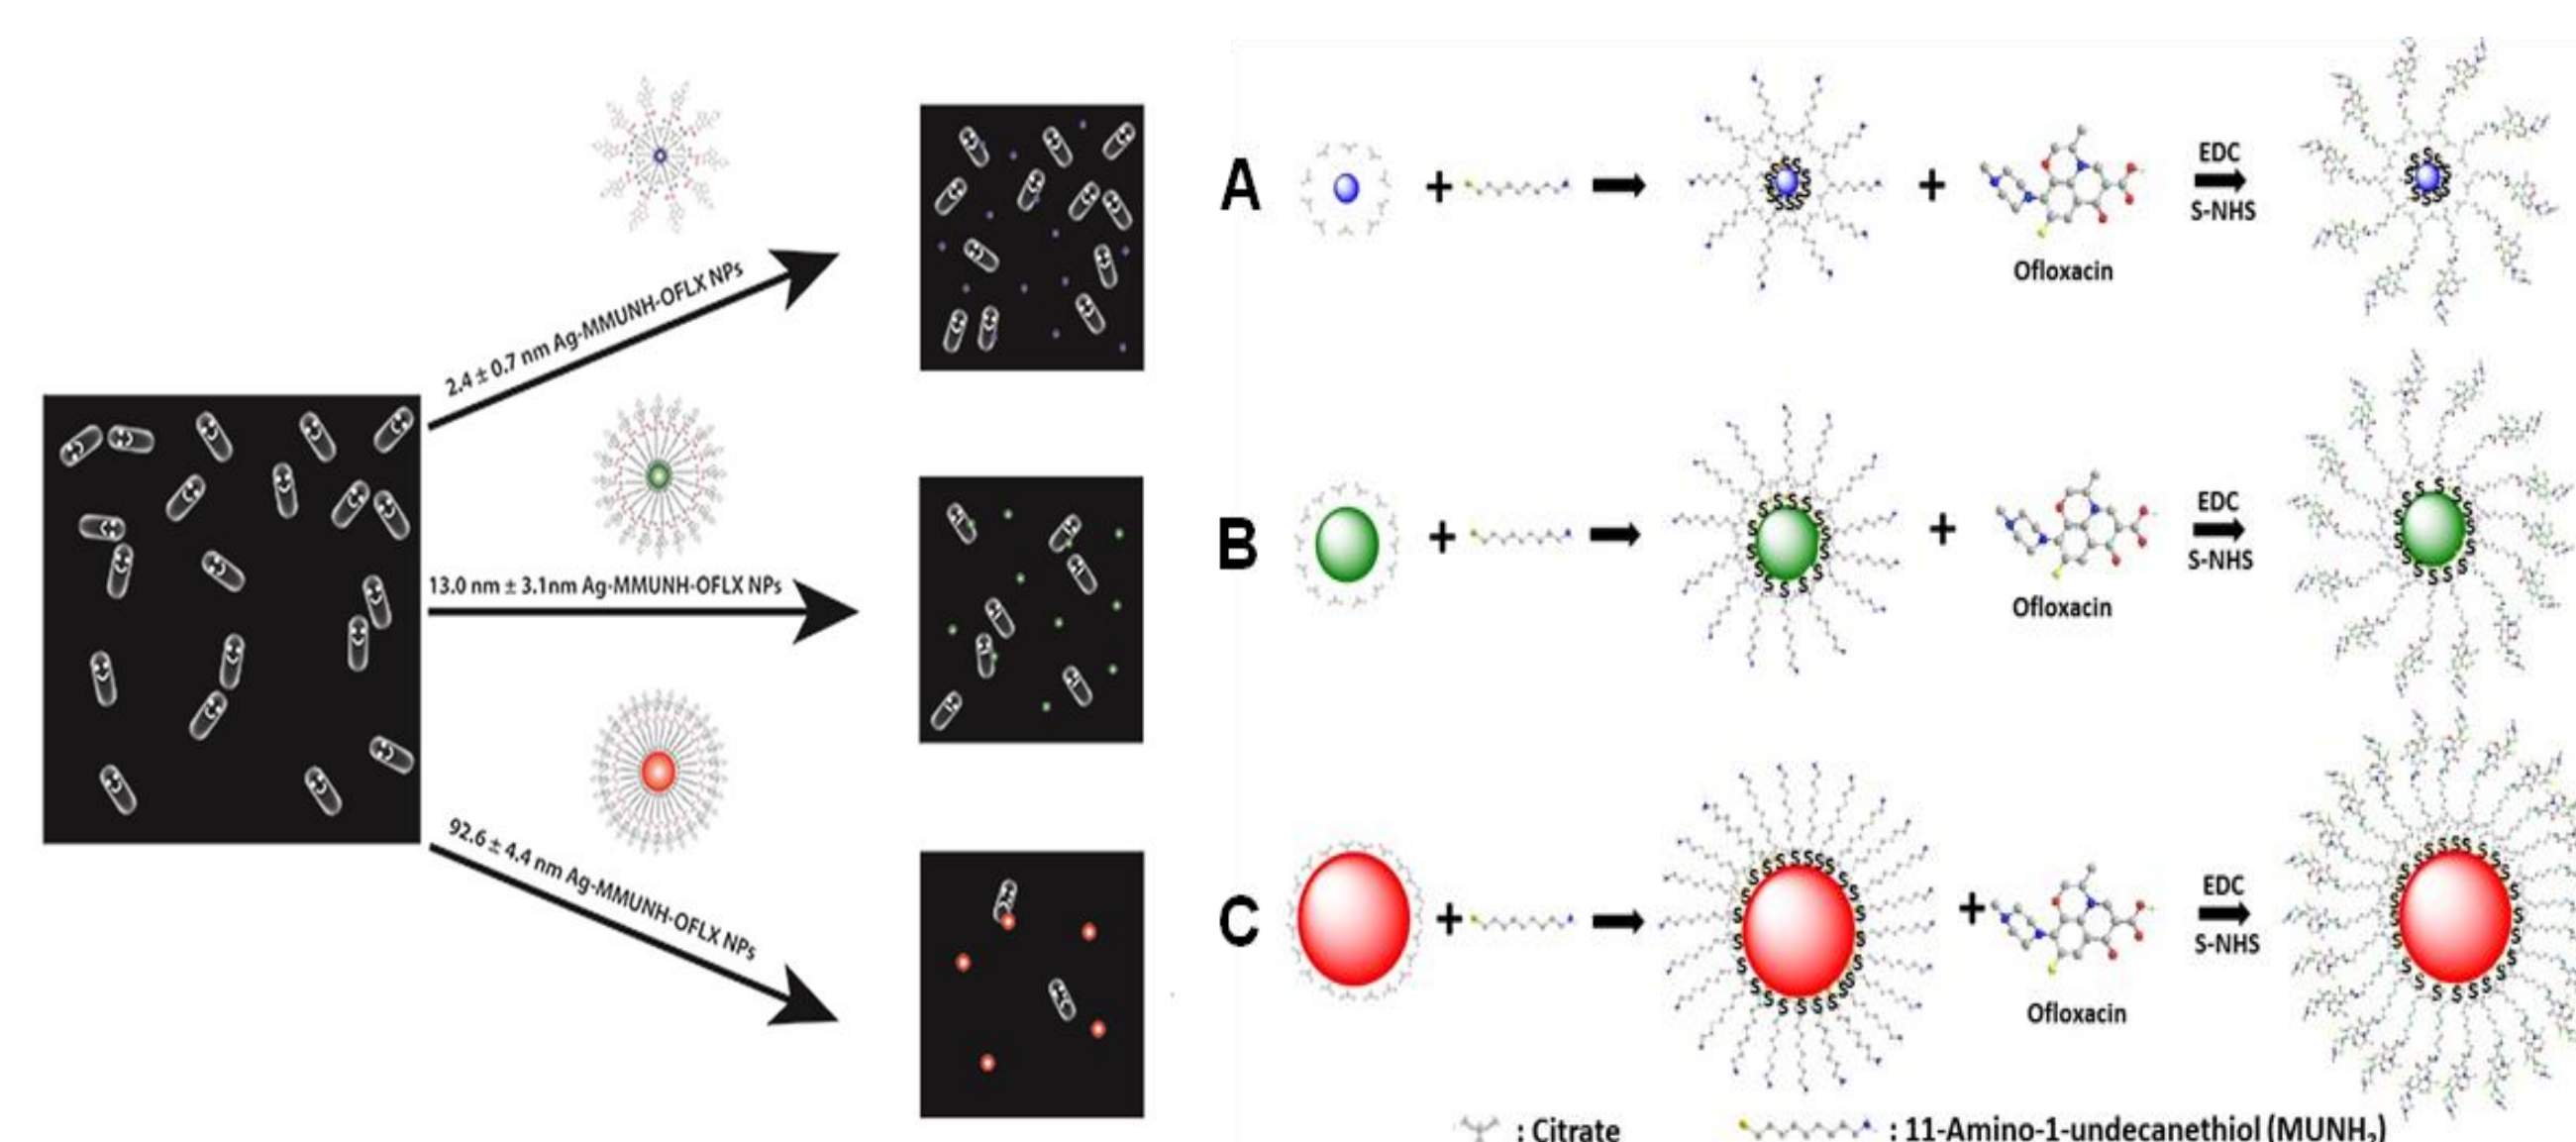 2.4 ± 0.7 nm Ag-MMUNH-OFLX NPs
13.0 nm ± 3.1nm Ag-MMUNH-OFLX NPs
92.6 ± 4.4 nm Ag-MMUNH-OFLX NPs
A + + EDC
S-NHS
Ofloxacin
S S S S S S S S S S
B + + EDC
S-NHS
Ofloxacin
C + + EDC
S-NHS
Ofloxacin
: Citrate : 11-Amino-1-undecanethiol (MUNH₂)